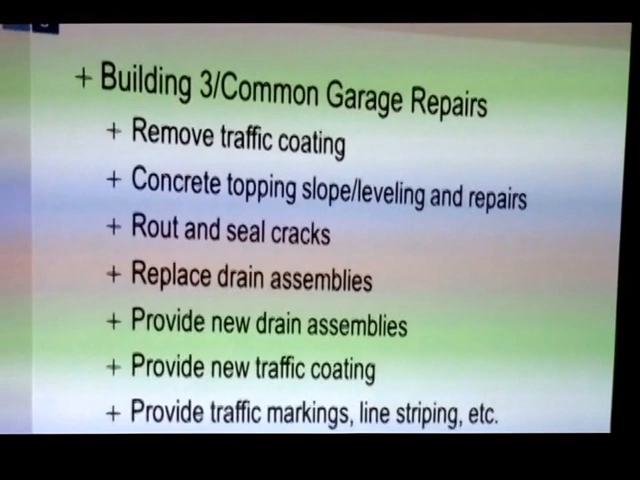 + Building 3/Common Garage Repairs
+ Remove traffic coating
+ Concrete topping slope/leveling and repairs
+ Rout and seal cracks
+ Replace drain assemblies
+ Provide new drain assemblies
+ Provide new traffic coating
+ Provide traffic markings, line striping, etc.